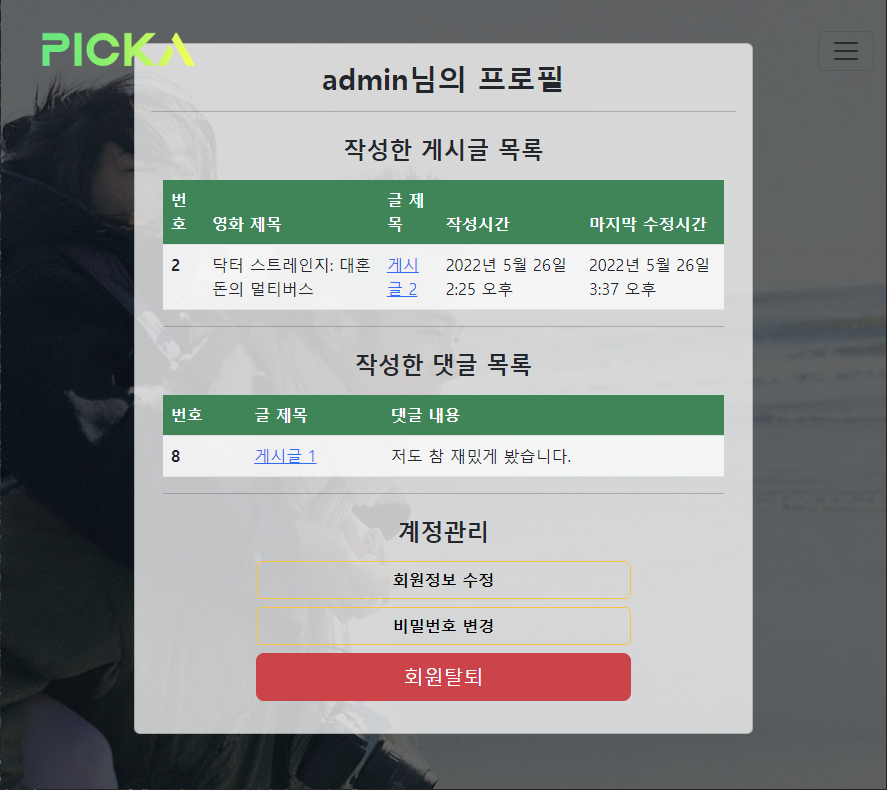 PICKA
admin님의 프로필
작성한 게시글 목록
번호 영화 제목 글 제목 작성시간 마지막 수정시간
2 닥터 스트레인지: 대혼 게시 2022년 5월 26일 2022년 5월 26일
돈의 멀티버스 글 2 2:25 오후 3:37 오후
작성한 댓글 목록
번호 글 제목 댓글 내용
8 게시글 1 저도 참 재밌게 봤습니다.
계정관리
회원정보 수정
비밀번호 변경
회원탈퇴